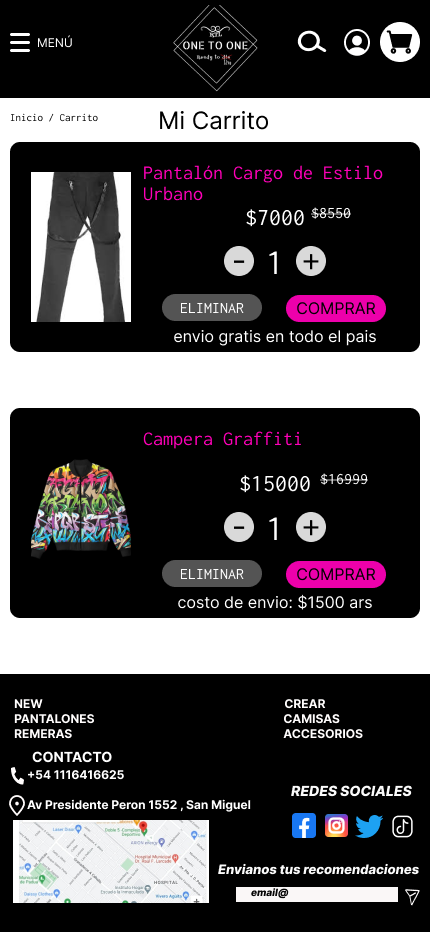 MENÚ
ONE TO ONE
Ready to
Inicio / Carrito
Mi Carrito
Pantalón Cargo de Estilo
Urbano
$7000 $8550
- 1 +
ELIMINAR COMPRAR
envio gratis en todo el pais
Campera Graffiti
$15000 $16999
- 1 +
ELIMINAR COMPRAR
costo de envio: $1500 ars
NEW CREAR
PANTALONES CAMISAS
REMERAS ACCESORIOS
CONTACTO
+54 1116416625
REDES SOCIALES
Av Presidente Peron 1552 , San Miguel
HOSPITAL
Envianos tus recomendaciones
email@